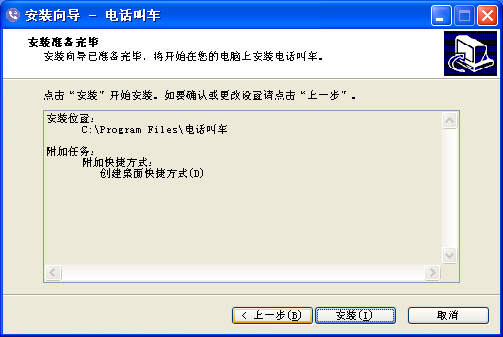 安装向导 - 电话叫车
安装准备完毕
安装向导已准备完毕，将开始在您的电脑上安装电话叫车。
点击“安装”开始安装。如要确认或更改设置请点击“上一步”。
安装位置:
C:\Program Files\电话叫车
附加任务:
附加快捷方式:
创建桌面快捷方式(D)
< 上一步(B)
安装(I)
取消